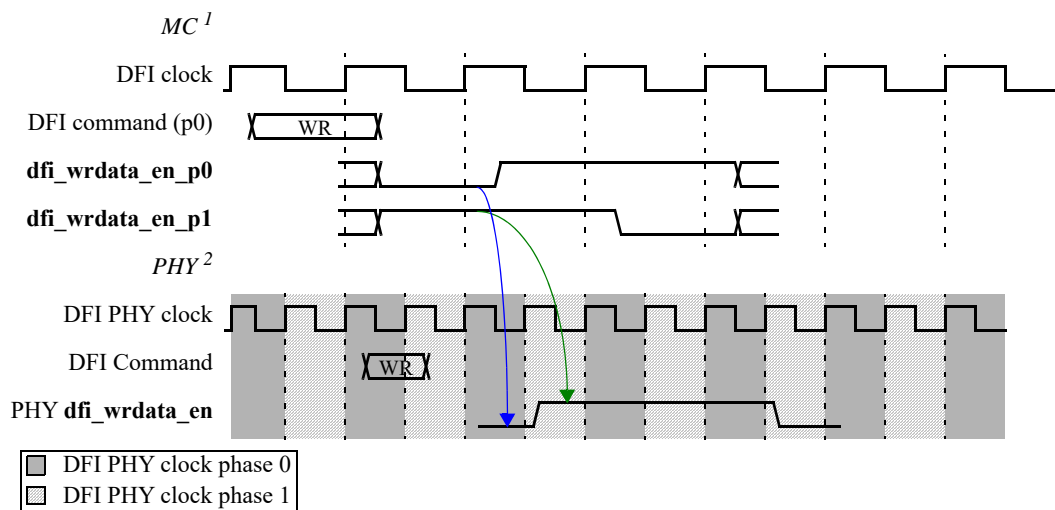 MC 1
DFI clock
DFI command (p0) WR
dfi_wrdata_en_p0
dfi_wrdata_en_p1
PHY 2
DFI PHY clock
DFI Command WR
PHY dfi_wrdata_en
DFI PHY clock phase 0
DFI PHY clock phase 1